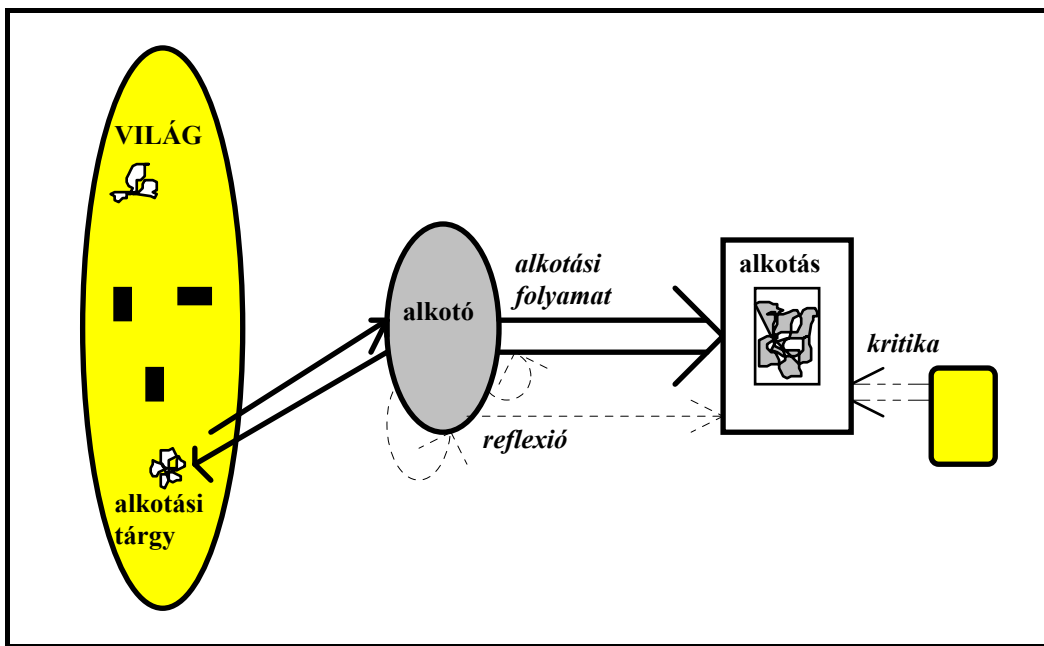 VILÁG
alkotási
tárgy
alkotó
alkotási
folyamat
reflexió
alkotás
kritika